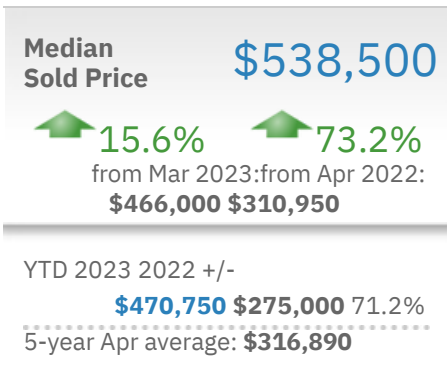 Median
Sold Price
$538,500
15.6%
73.2%
from Mar 2023:from Apr 2022:
$466,000 $310,950
YTD 2023 2022 +/-
$470,750 $275,000 71.2%
5-year Apr average: $316,890